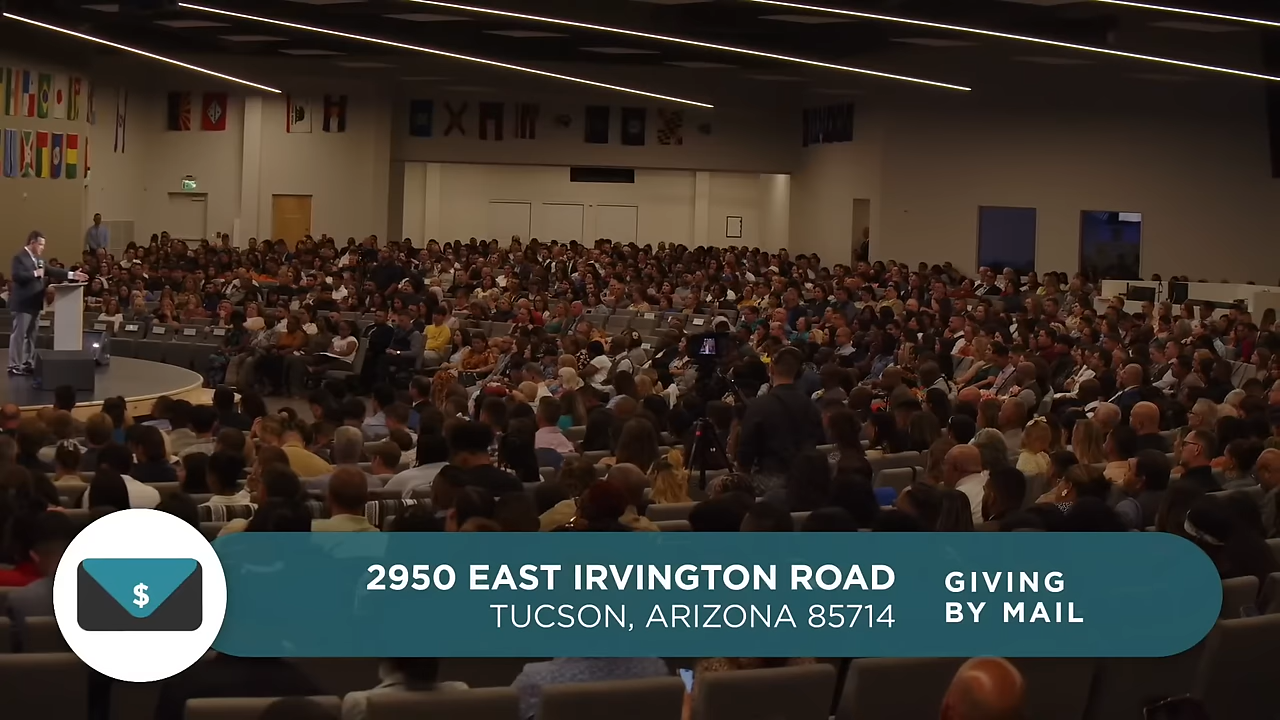 $
2950 EAST IRVINGTON ROAD
TUCSON, ARIZONA 85714
GIVING
BY MAIL